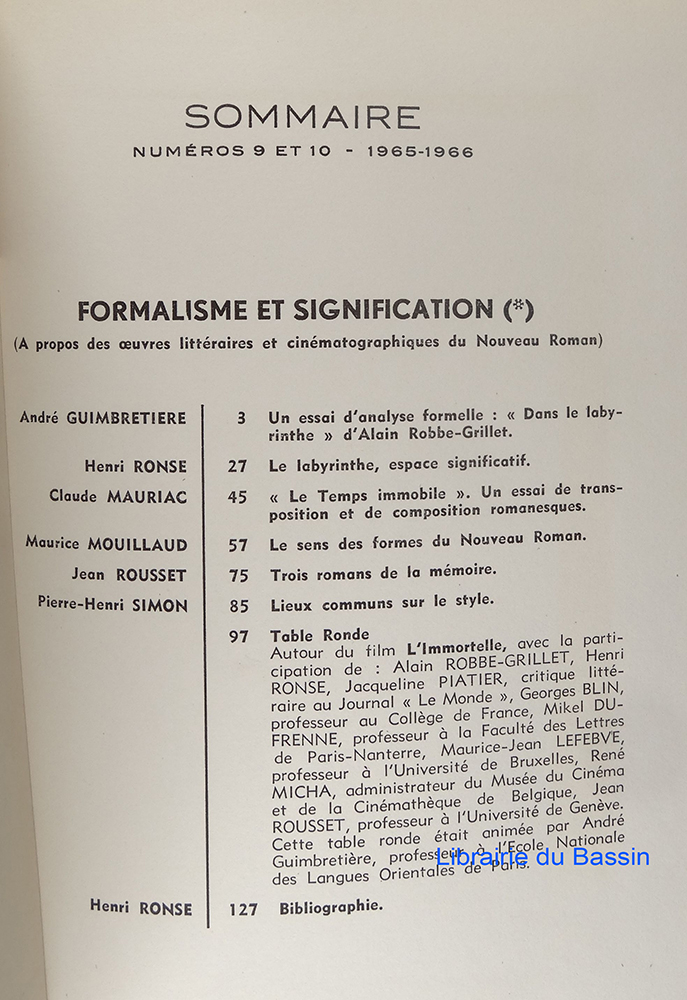 SOMMAIRE
NUMÉROS 9 ET 10 - 1965-1966
FORMALISME ET SIGNIFICATION (*)
(A propos des œuvres littéraires et cinématographiques du Nouveau Roman)
André GUIMBRETIERE 3 Un essai d'analyse formelle : « Dans le laby-
rinthe » d'Alain Robbe-Grillet.
Henri RONSE 27 Le labyrinthe, espace significatif.
Claude MAURIAC 45 « Le Temps immobile ». Un essai de trans-
position et de composition romanesques.
Maurice MOUILLAUD 57 Le sens des formes du Nouveau Roman.
Jean ROUSSET 75 Trois romans de la mémoire.
Pierre-Henri SIMON 85 Lieux communs sur le style.
97 Table Ronde
Autour du film L'Immortelle, avec la parti-
cipation de : Alain ROBBE-GRILLET, Henri
RONSE, Jacqueline PIATIER, critique litté-
raire au Journal « Le Monde », Georges BLIN,
professeur au Collège de France, Mikel DU-
FRENNE, professeur à la Faculté des Lettres
de Paris-Nanterre, Maurice-Jean LEFEBVE,
professeur à l'Université de Bruxelles, René
MICHA, administrateur du Musée du Cinéma
et de la Cinémathèque de Belgique, Jean
ROUSSET, professeur à l'Université de Genève.
Cette table ronde était animée par André
Guimbretière, professeur à l'Ecole Nationale
des Langues Orientales de Paris.
Librairie du Bassin
Henri RONSE 127 Bibliographie.